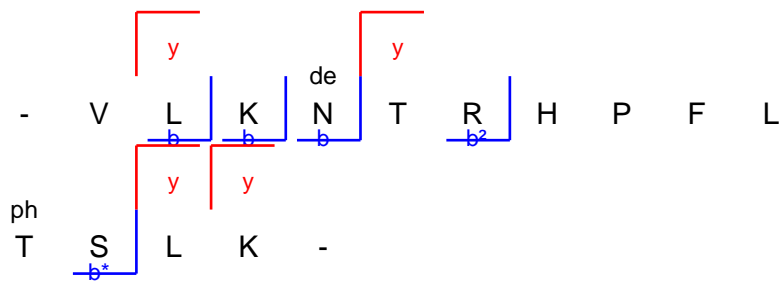 y y
de
- V L K N T R H P F L
b b b b²
y y
ph
T S L K -
b*